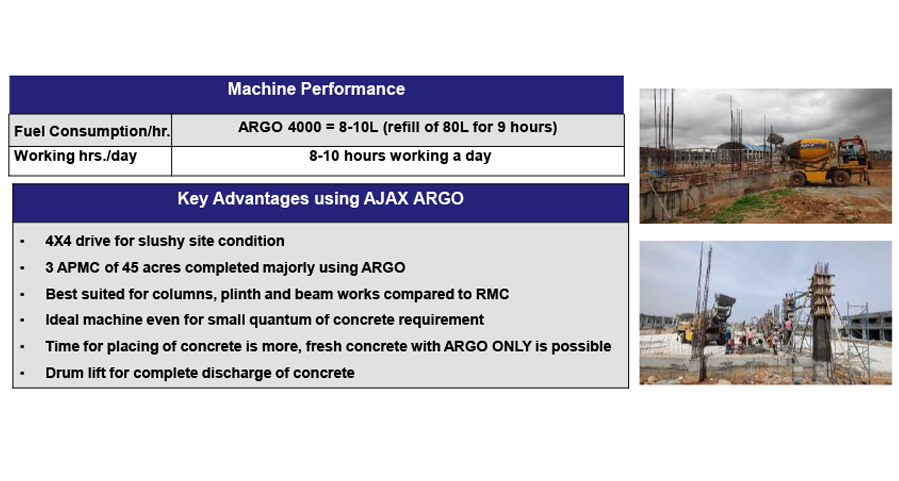 Machine Performance
Fuel Consumption/hr.
ARGO 4000 = 8-10L (refill of 80L for 9 hours)
Working hrs./day
8-10 hours working a day
Key Advantages using AJAX ARGO
• 4X4 drive for slushy site condition
• 3 APMC of 45 acres completed majorly using ARGO
• Best suited for columns, plinth and beam works compared to RMC
• Ideal machine even for small quantum of concrete requirement
• Time for placing of concrete is more, fresh concrete with ARGO ONLY is possible
• Drum lift for complete discharge of concrete